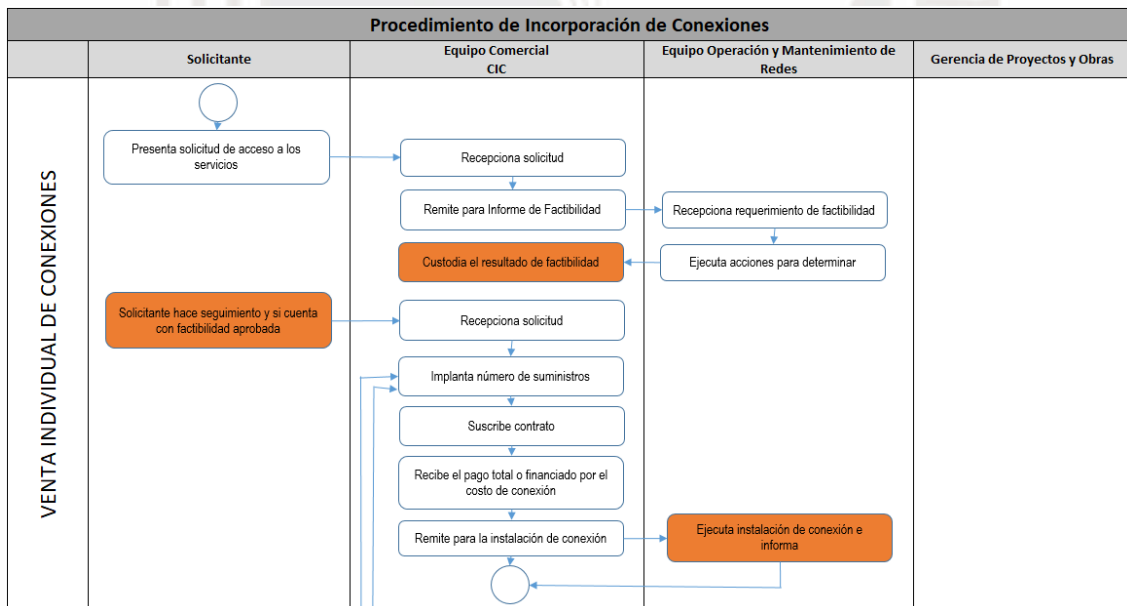 Procedimiento de Incorporación de Conexiones
Solicitante
Equipo Comercial
CIC
Equipo Operación y Mantenimiento de
Redes
Gerencia de Proyectos y Obras
VENTA INDIVIDUAL DE CONEXIONES
Presenta solicitud de acceso a los
servicios
Recepciona solicitud
Remite para Informe de Factibilidad
Recepciona requerimiento de factibilidad
Custodia el resultado de factibilidad
Ejecuta acciones para determinar
Solicitante hace seguimiento y si cuenta
con factibilidad aprobada
Recepciona solicitud
Implanta número de suministros
Suscribe contrato
Recibe el pago total o financiado por el
costo de conexión
Remite para la instalación de conexión
Ejecuta instalación de conexión e
informa